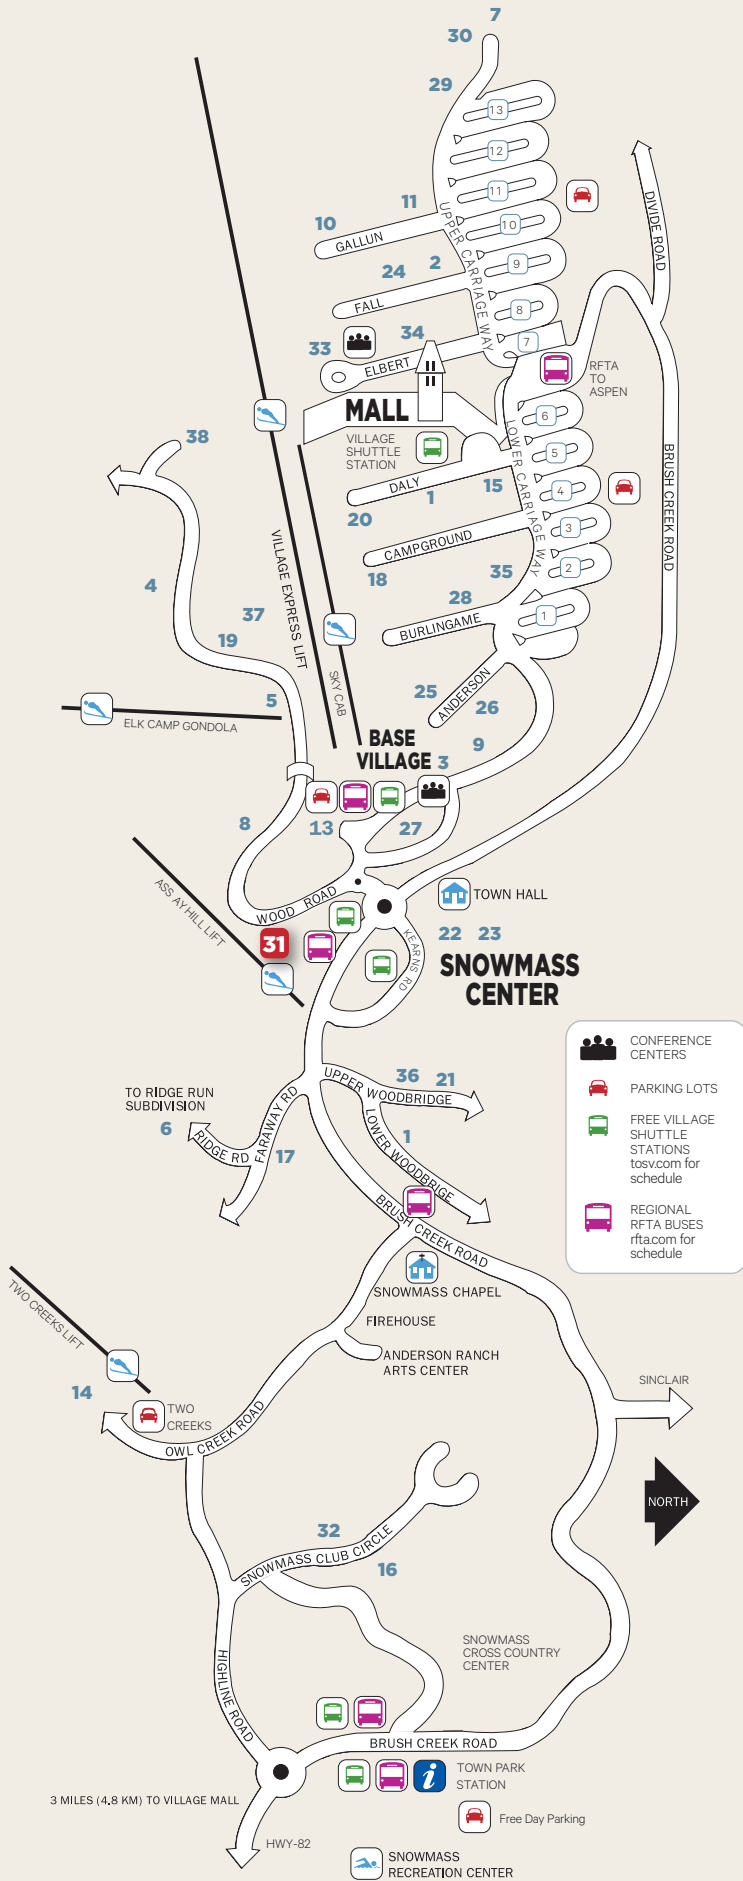 7
30
29
13
12
11
11
10
10
GALLUN
UPPER CARRIAGE WAY
DIVIDE ROAD
2
9
24
FALL
8
34
33
7
ELBERT
RFTA
TO
ASPEN
MALL
6
LOWER CARRIAGE WAY
BRUSH CREEK ROAD
38
VILLAGE
SHUTTLE
STATION
5
15
DALY
1
4
20
3
CAMPGROUND
18
35
2
4
VILLAGE EXPRESS LIFT
28
37
1
BURLINGAME
19
SKY CAB
ANDERSON
25
26
5
ELK CAMP GONDOLA
BASE
VILLAGE
9
3
8
13
27
ASS AY HILL LIFT
WOOD ROAD
TOWN HALL
31
KEARNS RD
22
23
SNOWMASS
CENTER
CONFERENCE
CENTERS
PARKING LOTS
FREE VILLAGE
SHUTTLE
STATIONS
tosv.com for
schedule
REGIONAL
RFTA BUSES
rfta.com for
schedule
UPPER WOODBRIDGE
36
21
TO RIDGE RUN
SUBDIVISION
6
RIDGE RD
FARAWAY RD
17
LOWER WOODBRIGE
1
BRUSH CREEK ROAD
SNOWMASS CHAPEL
FIREHOUSE
ANDERSON RANCH
ARTS CENTER
TWO CREEKS LIFT
14
TWO
CREEKS
OWL CREEK ROAD
SINCLAIR
NORTH
32
SNOWMASS CLUB CIRCLE
16
SNOWMASS
CROSS COUNTRY
CENTER
HIGHLINE ROAD
BRUSH CREEK ROAD
i
TOWN PARK
STATION
3 MILES (4.8 KM) TO VILLAGE MALL
Free Day Parking
HWY-82
SNOWMASS
RECREATION CENTER